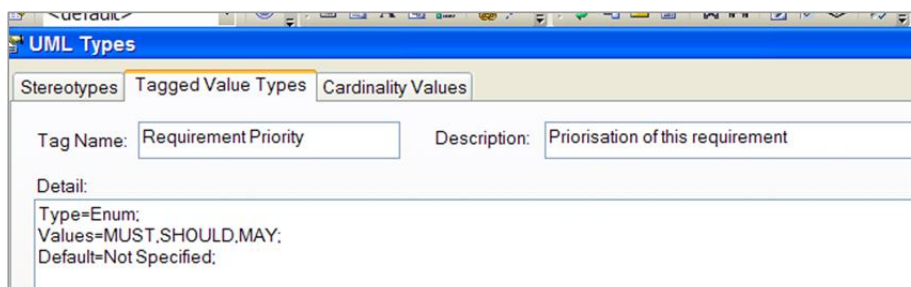 <default>
UML Types
Stereotypes Tagged Value Types Cardinality Values
Tag Name: Requirement Priority Description: Priorisation of this requirement
Detail:
Type=Enum;
Values=MUST,SHOULD,MAY;
Default=Not Specified;